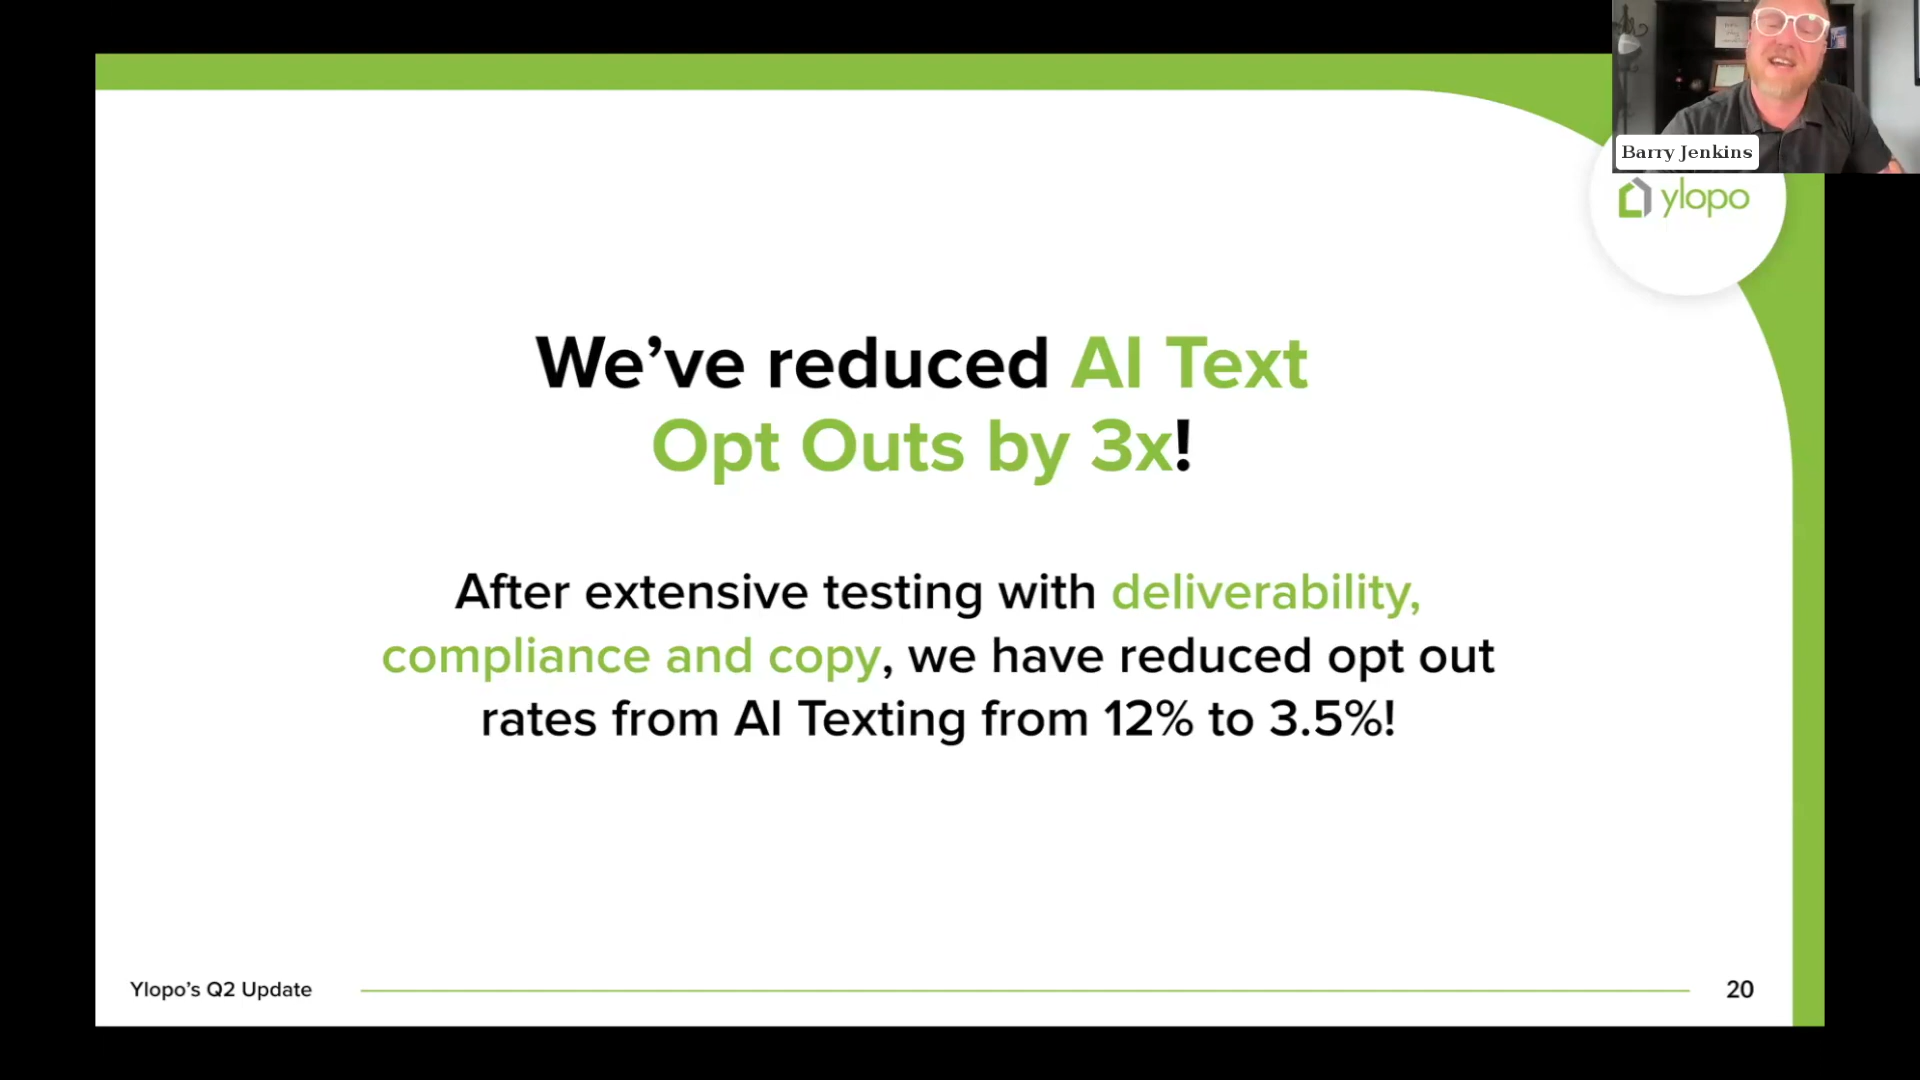 Barry Jenkins
ylopo
We’ve reduced AI Text
Opt Outs by 3x!
After extensive testing with deliverability,
compliance and copy, we have reduced opt out
rates from AI Texting from 12% to 3.5%!
Ylopo’s Q2 Update
20